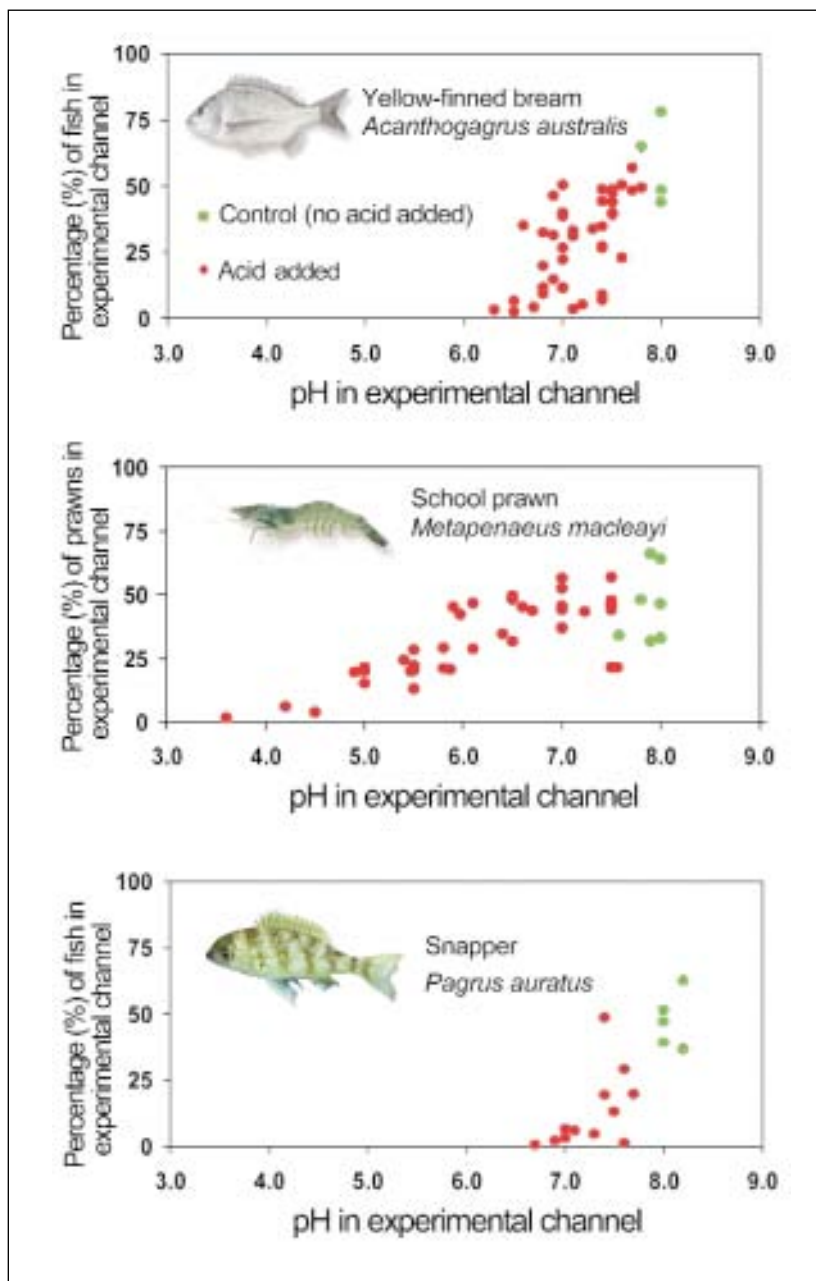 100
75
50
25
0
Percentage (%) of fish in
experimental channel
Yellow-finned bream
Acanthogagrus australis
Control (no acid added)
Acid added
3.0 4.0 5.0 6.0 7.0 8.0 9.0
pH in experimental channel
100
75
50
25
0
Percentage (%) of prawns in
experimental channel
School prawn
Metapenaeus macleayi
3.0 4.0 5.0 6.0 7.0 8.0 9.0
pH in experimental channel
100
75
50
25
0
Percentage (%) of fish in
experimental channel
Snapper
Pagrus auratus
3.0 4.0 5.0 6.0 7.0 8.0 9.0
pH in experimental channel